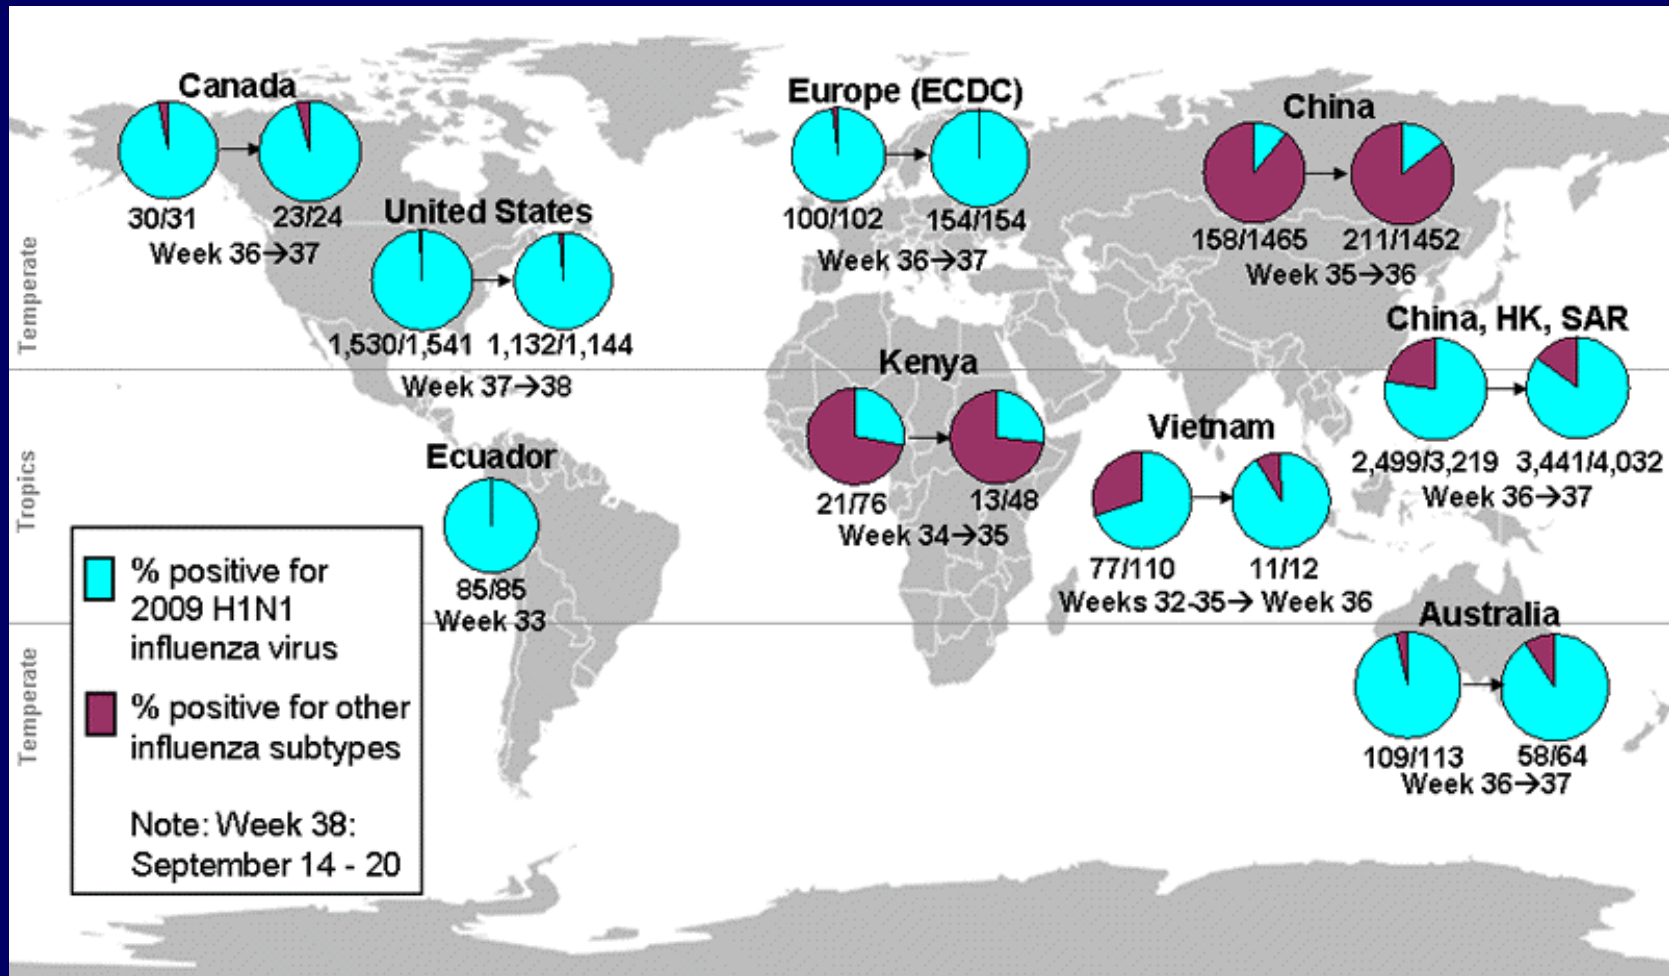 Canada
30/31 23/24
Week 36→37
United States
1,530/1,541 1,132/1,144
Week 37→38
Europe (ECDC)
100/102 154/154
Week 36→37
China
158/1465 211/1452
Week 35→36
China, HK, SAR
2,499/3,219 3,441/4,032
Week 36→37
Kenya
21/76 13/48
Week 34→35
Vietnam
77/110 11/12
Weeks 32-35→ Week 36
Ecuador
85/85
Week 33
Australia
109/113 58/64
Week 36→37
Temperate
Tropics
Temperate
% positive for
2009 H1N1
influenza virus
% positive for other
influenza subtypes
Note: Week 38:
September 14 - 20